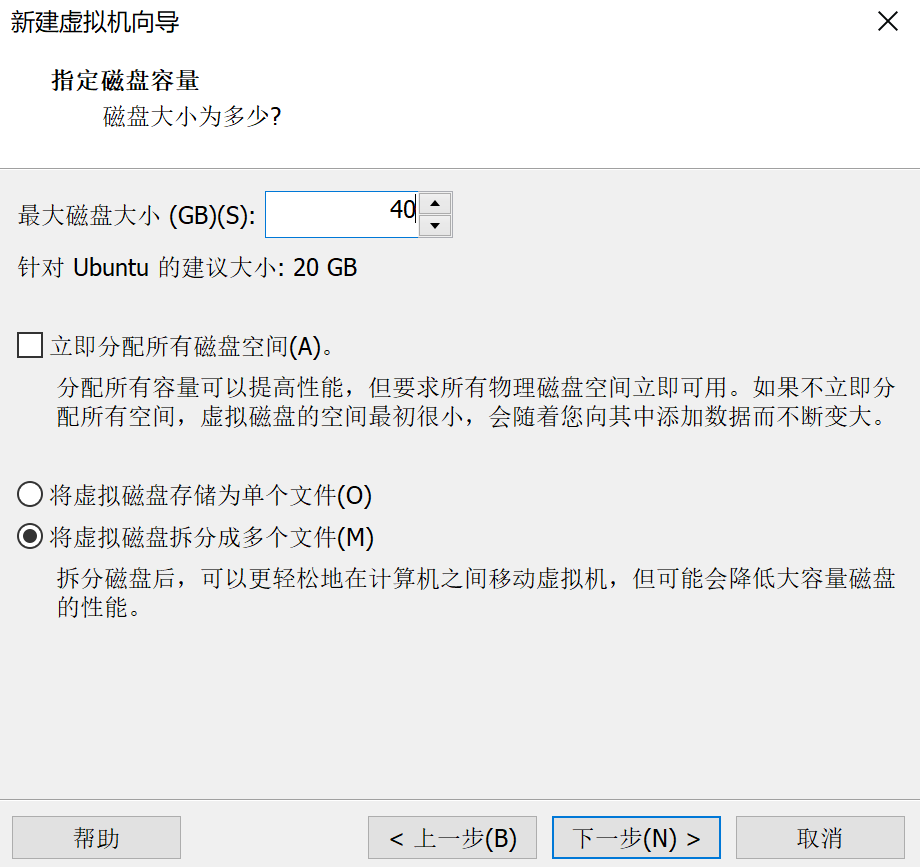 新建虚拟机向导
指定磁盘容量
磁盘大小为多少?
最大磁盘大小 (GB)(S): 40
针对 Ubuntu 的建议大小: 20 GB
立即分配所有磁盘空间(A)。
分配所有容量可以提高性能，但要求所有物理磁盘空间立即可用。如果不立即分
配所有空间，虚拟磁盘的空间最初很小，会随着您向其中添加数据而不断变大。
将虚拟磁盘存储为单个文件(O)
将虚拟磁盘拆分成多个文件(M)
拆分磁盘后，可以更轻松地在计算机之间移动虚拟机，但可能会降低大容量磁盘
的性能。
帮助 < 上一步(B) 下一步(N) > 取消